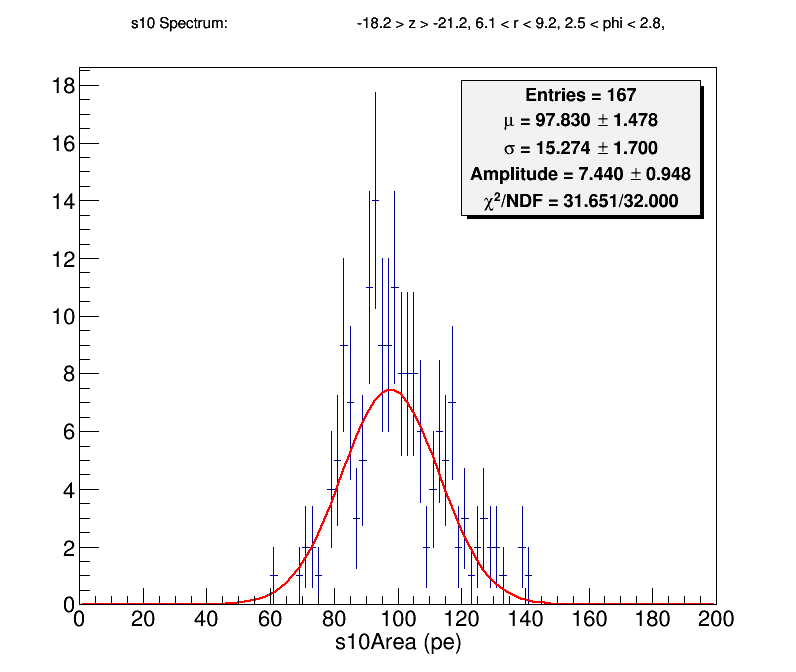 s10 Spectrum: -18.2 > z > -21.2, 6.1 < r < 9.2, 2.5 < phi < 2.8,
Entries = 167
μ = 97.830 ± 1.478
σ = 15.274 ± 1.700
Amplitude = 7.440 ± 0.948
χ²/NDF = 31.651/32.000
18
16
14
12
10
8
6
4
2
0
0 20 40 60 80 100 120 140 160 180 200
s10Area (pe)